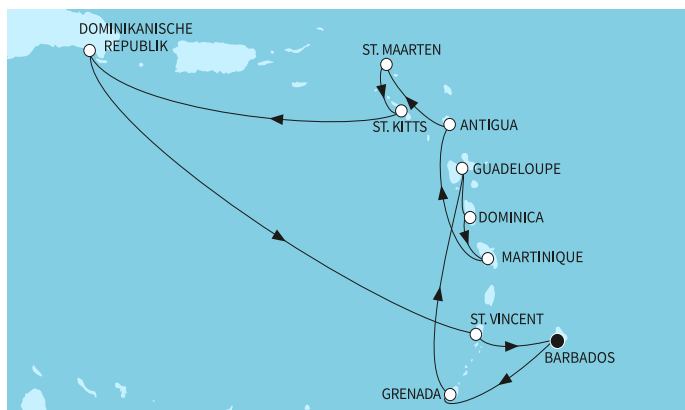 DOMINIKANISCHE
REPUBLIK
ST. MAARTEN
ST. KITTS
ANTIGUA
GUADELOUPE
DOMINICA
MARTINIQUE
ST. VINCENT
BARBADOS
GRENADA